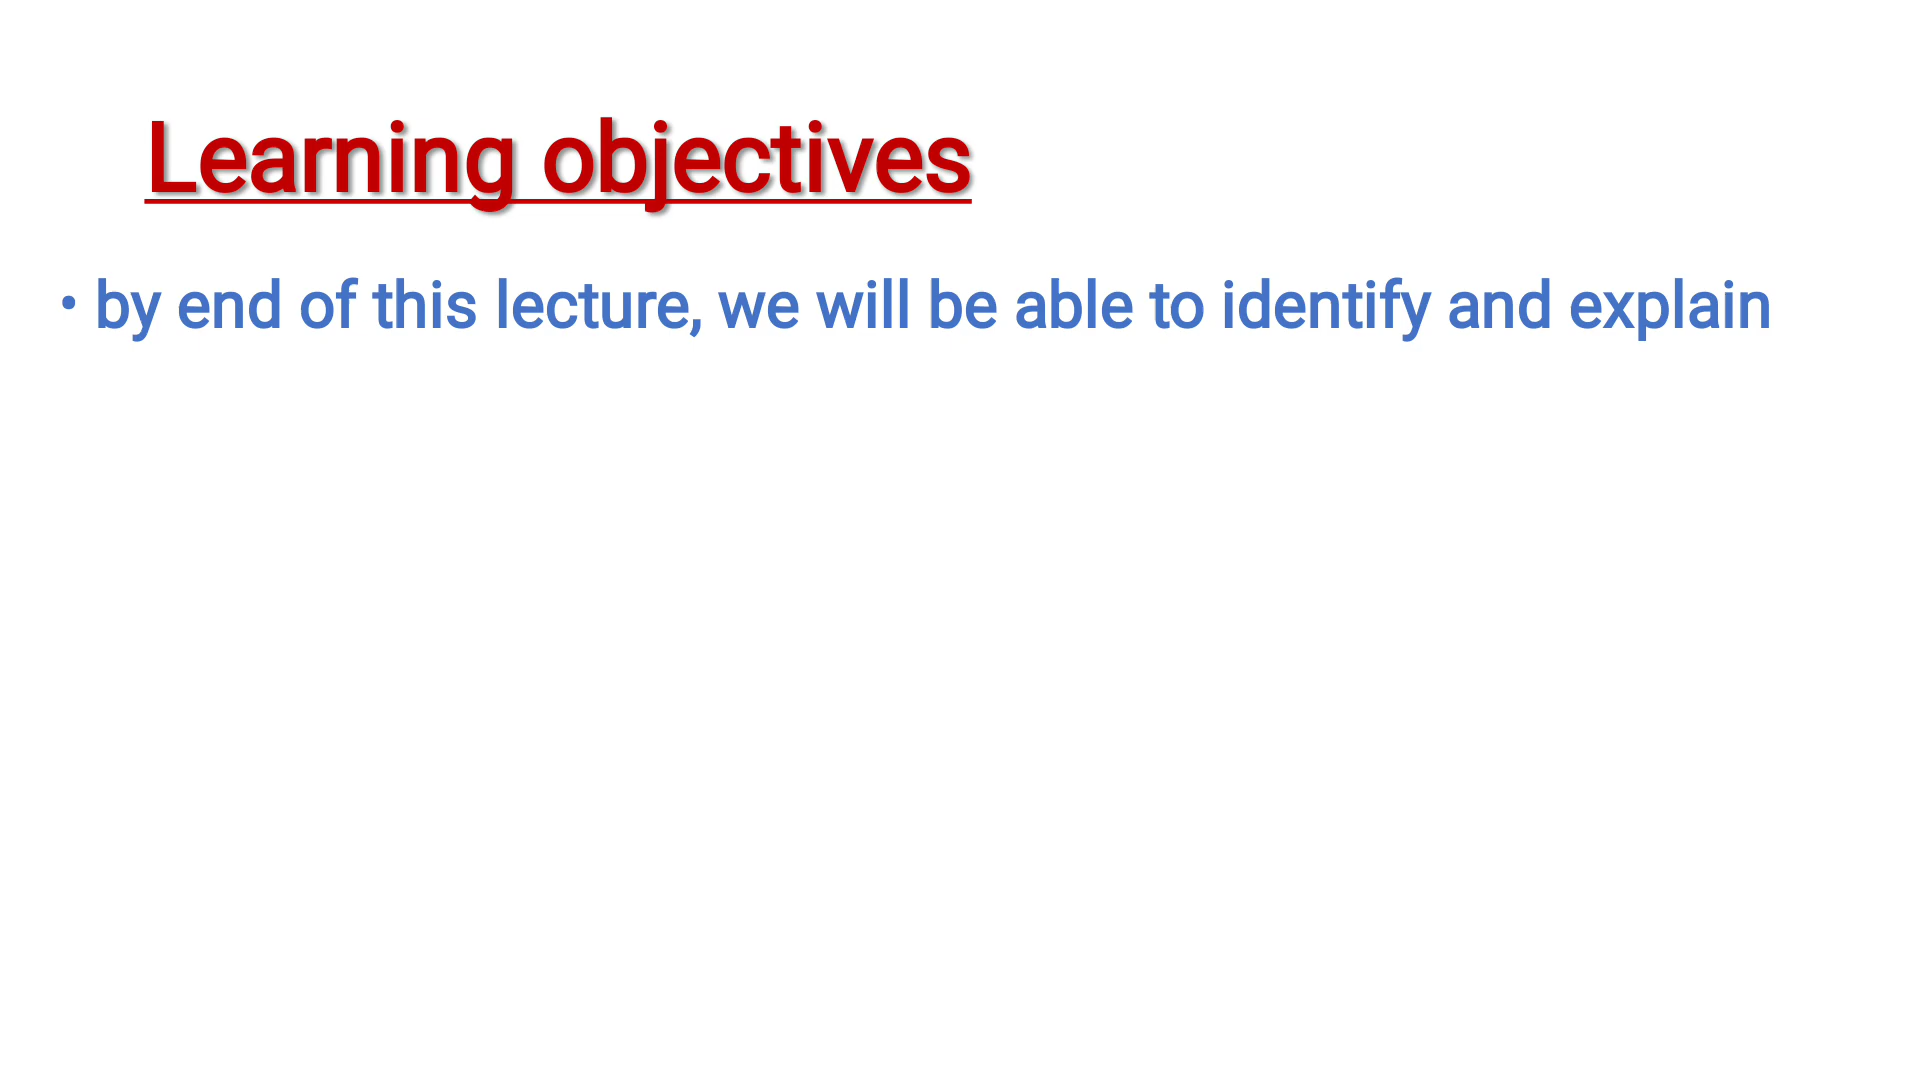 Learning objectives
• by end of this lecture, we will be able to identify and explain